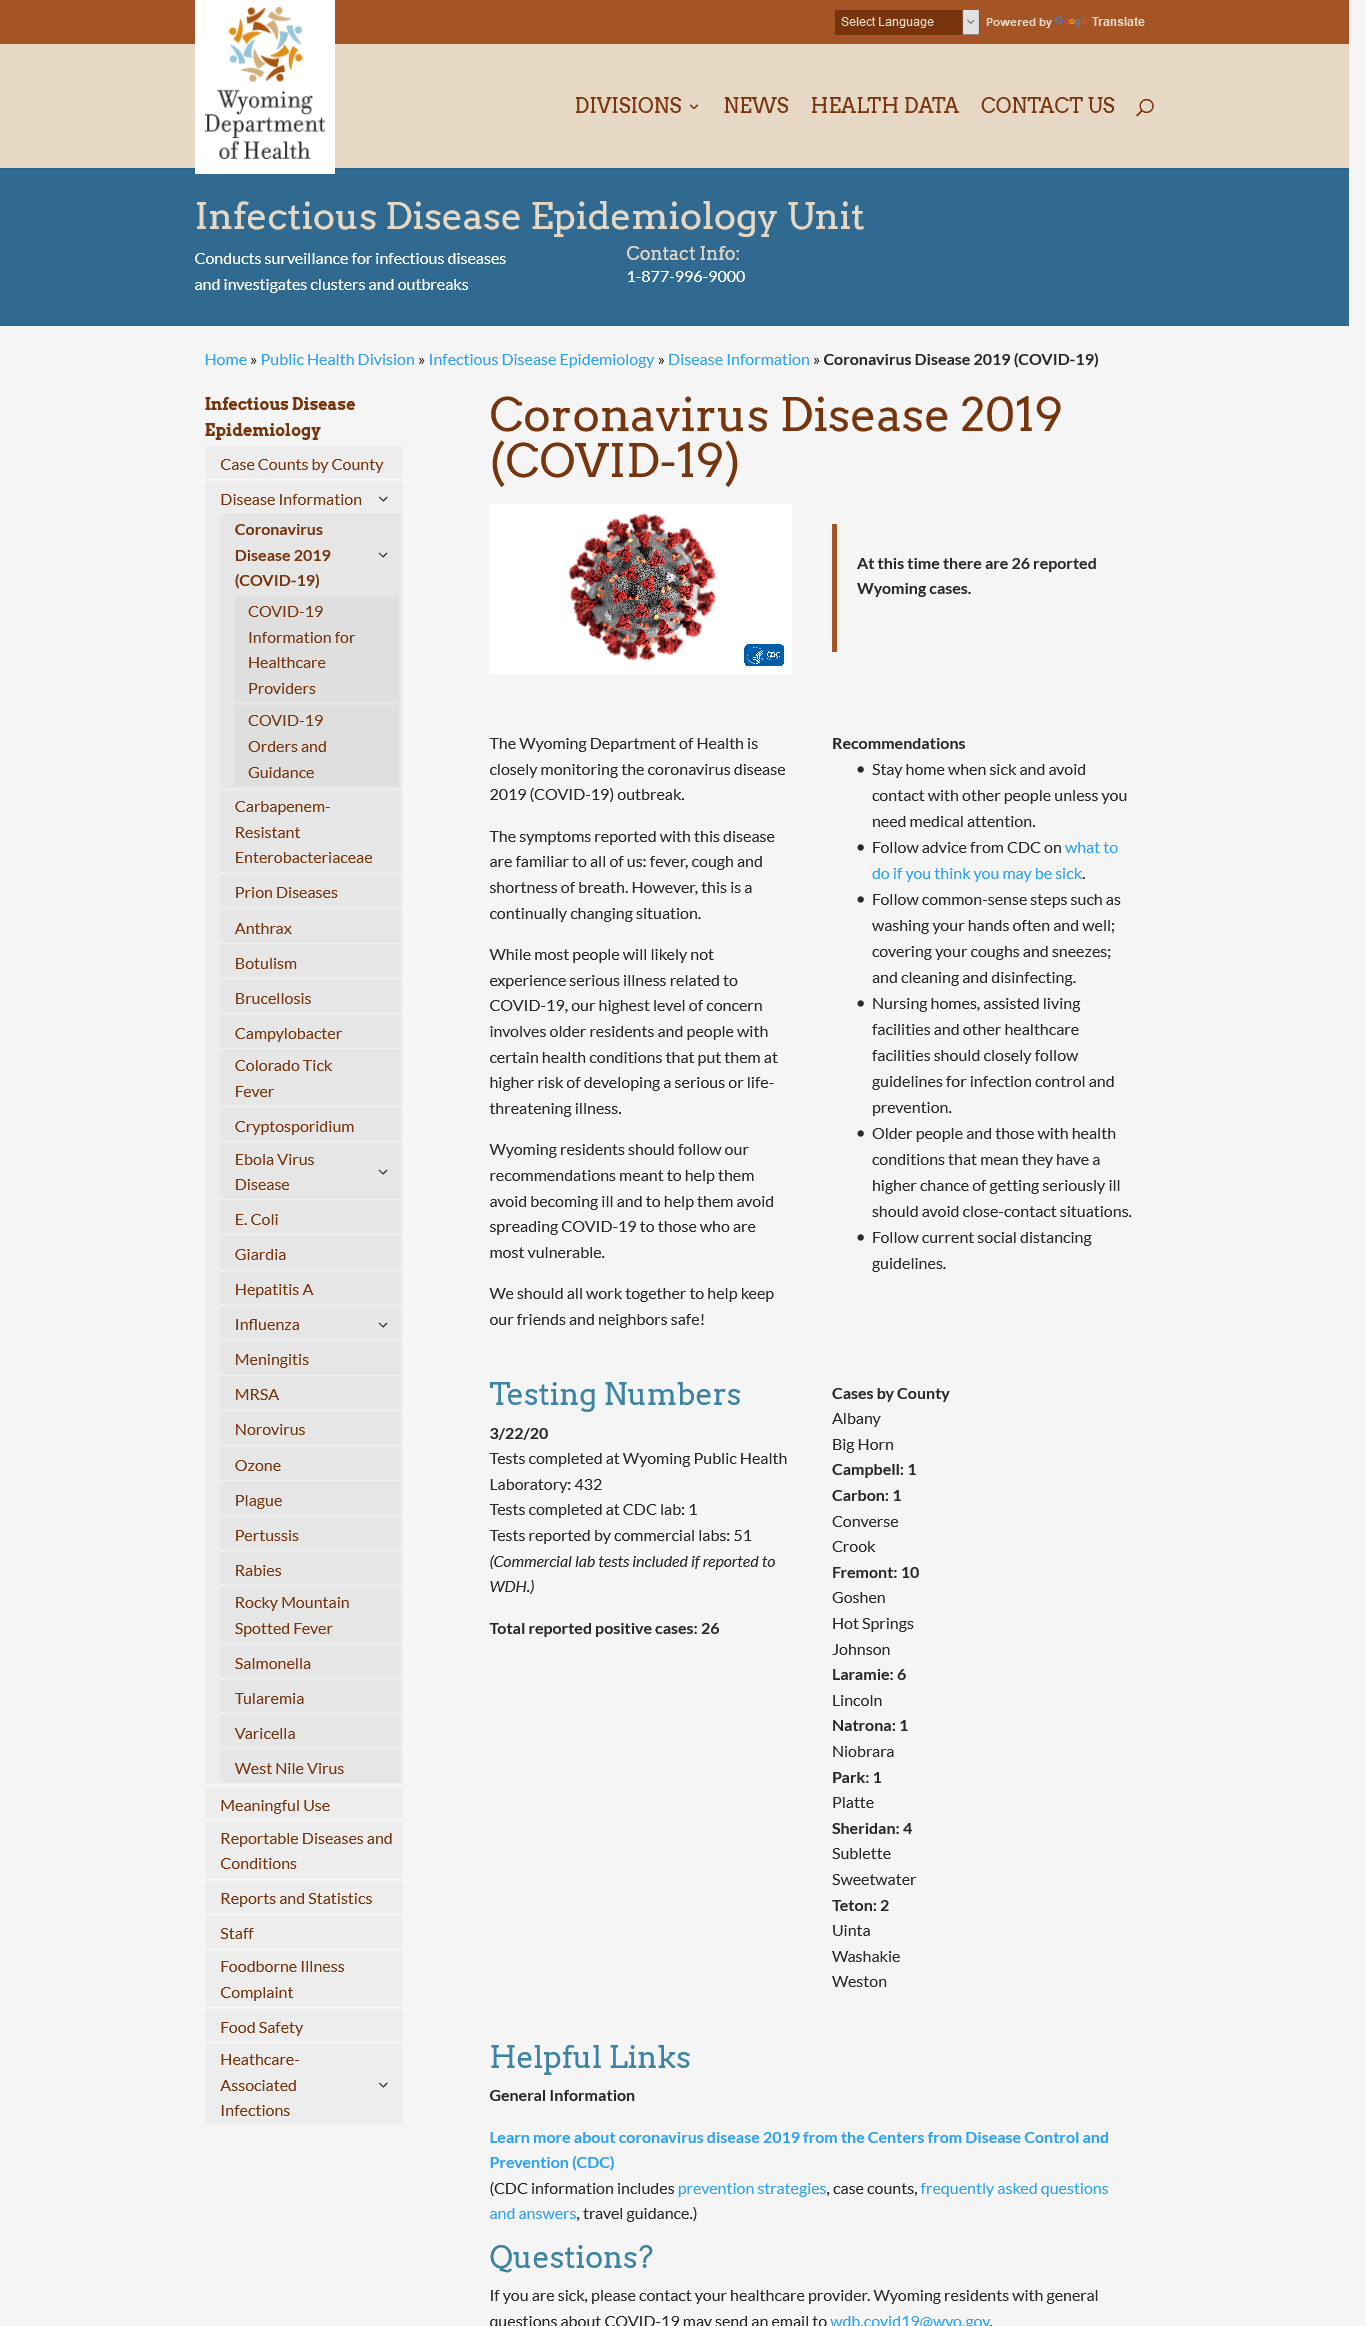 Select Language
Powered by Google Translate
Wyoming
Department
of Health
DIVISIONS
NEWS
HEALTH DATA
CONTACT US
Infectious Disease Epidemiology Unit
Conducts surveillance for infectious diseases
and investigates clusters and outbreaks
Contact Info:
1-877-996-9000
Home » Public Health Division » Infectious Disease Epidemiology » Disease Information » Coronavirus Disease 2019 (COVID-19)
Infectious Disease
Epidemiology
Case Counts by County
Disease Information
Coronavirus
Disease 2019
(COVID-19)
COVID-19
Information for
Healthcare
Providers
COVID-19
Orders and
Guidance
Carbapenem-
Resistant
Enterobacteriaceae
Prion Diseases
Anthrax
Botulism
Brucellosis
Campylobacter
Colorado Tick
Fever
Cryptosporidium
Ebola Virus
Disease
E. Coli
Giardia
Hepatitis A
Influenza
Meningitis
MRSA
Norovirus
Ozone
Plague
Pertussis
Rabies
Rocky Mountain
Spotted Fever
Salmonella
Tularemia
Varicella
West Nile Virus
Meaningful Use
Reportable Diseases and
Conditions
Reports and Statistics
Staff
Foodborne Illness
Complaint
Food Safety
Heathcare-
Associated
Infections
Coronavirus Disease 2019
(COVID-19)
CDC
At this time there are 26 reported
Wyoming cases.
The Wyoming Department of Health is
closely monitoring the coronavirus disease
2019 (COVID-19) outbreak.
The symptoms reported with this disease
are familiar to all of us: fever, cough and
shortness of breath. However, this is a
continually changing situation.
While most people will likely not
experience serious illness related to
COVID-19, our highest level of concern
involves older residents and people with
certain health conditions that put them at
higher risk of developing a serious or life-
threatening illness.
Wyoming residents should follow our
recommendations meant to help them
avoid becoming ill and to help them avoid
spreading COVID-19 to those who are
most vulnerable.
We should all work together to help keep
our friends and neighbors safe!
Recommendations
• Stay home when sick and avoid
contact with other people unless you
need medical attention.
• Follow advice from CDC on what to
do if you think you may be sick.
• Follow common-sense steps such as
washing your hands often and well;
covering your coughs and sneezes;
and cleaning and disinfecting.
• Nursing homes, assisted living
facilities and other healthcare
facilities should closely follow
guidelines for infection control and
prevention.
• Older people and those with health
conditions that mean they have a
higher chance of getting seriously ill
should avoid close-contact situations.
• Follow current social distancing
guidelines.
Testing Numbers
3/22/20
Tests completed at Wyoming Public Health
Laboratory: 432
Tests completed at CDC lab: 1
Tests reported by commercial labs: 51
(Commercial lab tests included if reported to
WDH.)
Total reported positive cases: 26
Cases by County
Albany
Big Horn
Campbell: 1
Carbon: 1
Converse
Crook
Fremont: 10
Goshen
Hot Springs
Johnson
Laramie: 6
Lincoln
Natrona: 1
Niobrara
Park: 1
Platte
Sheridan: 4
Sublette
Sweetwater
Teton: 2
Uinta
Washakie
Weston
Helpful Links
General Information
Learn more about coronavirus disease 2019 from the Centers from Disease Control and
Prevention (CDC)
(CDC information includes prevention strategies, case counts, frequently asked questions
and answers, travel guidance.)
Questions?
If you are sick, please contact your healthcare provider. Wyoming residents with general
questions about COVID-19 may send an email to wdh.covid19@wyo.gov.